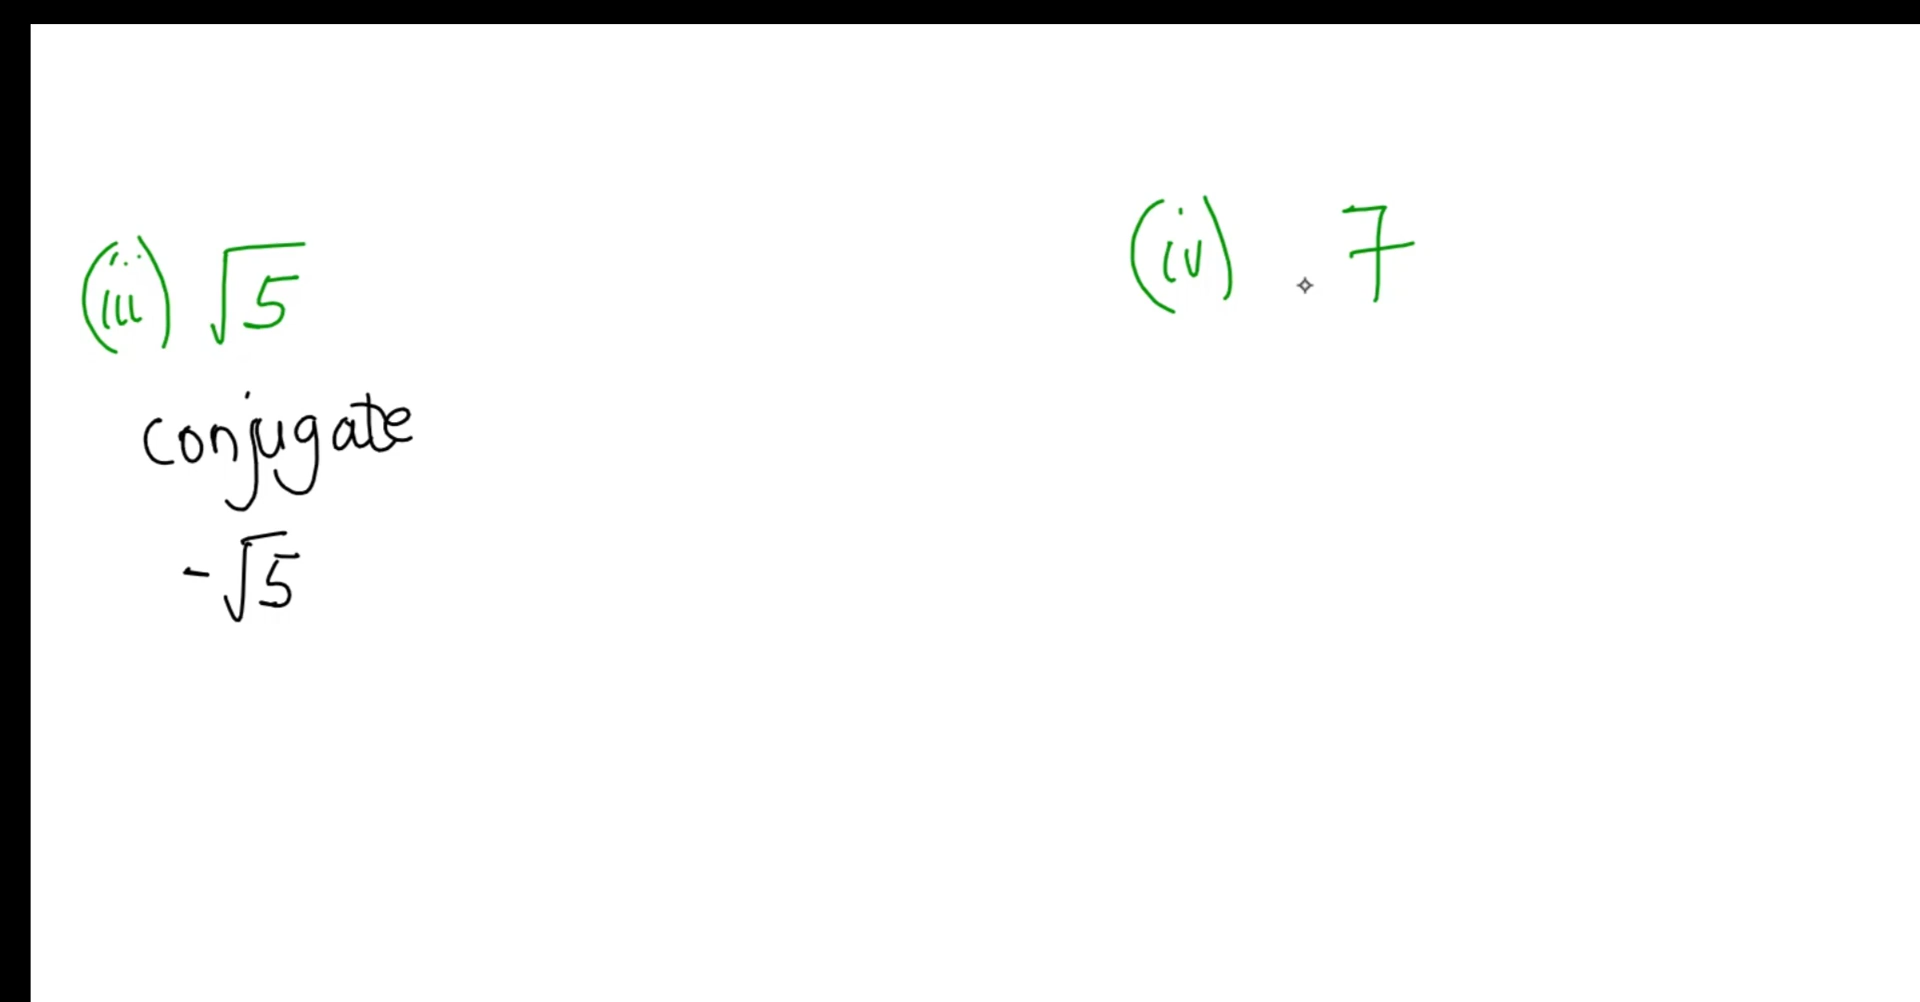 (iii) √5
conjugate
-√5
(iv) 7